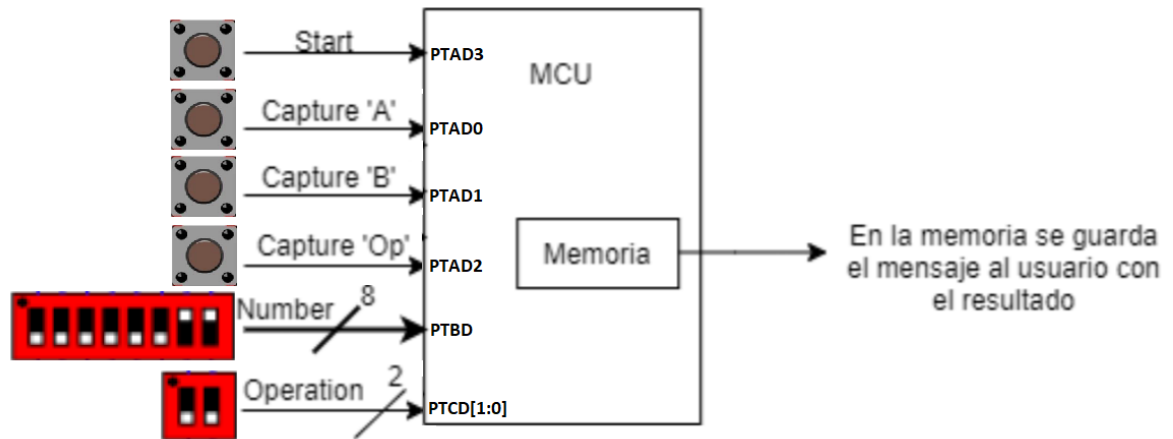 Start
PTAD3
MCU
Capture 'A'
PTAD0
Capture 'B'
PTAD1
Capture 'Op'
PTAD2
Memoria
En la memoria se guarda
el mensaje al usuario con
el resultado
Number
8
PTBD
Operation
2
PTCD[1:0]